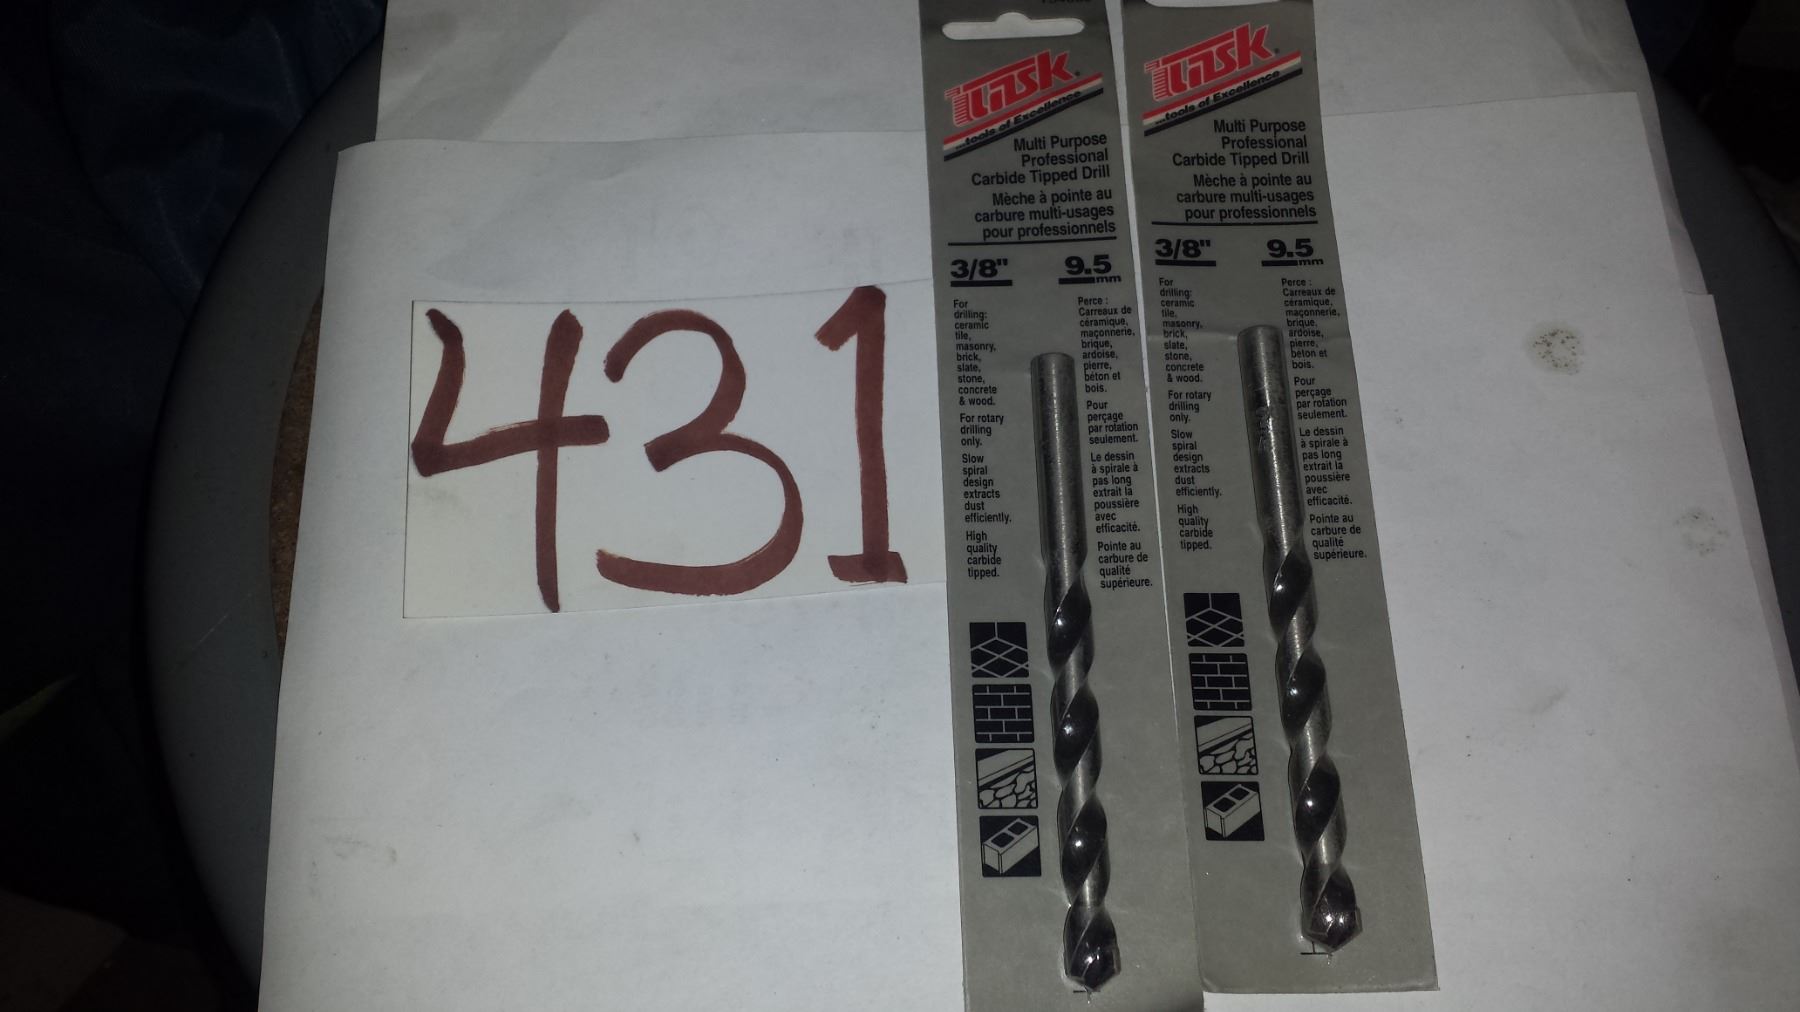 431
Task
...tools of Excellence
Multi Purpose
Professional
Carbide Tipped Drill
Mèche à pointe au
carbure multi-usages
pour professionnels
3/8" 9.5
mm
For
drilling:
ceramic
tile,
masonry,
brick,
slate,
stone,
concrete
& wood.
For rotary
drilling
only.
Slow
spiral
design
extracts
dust
efficiently.
High
quality
carbide
tipped.
Perce :
Carreaux de
céramique,
maçonnerie,
brique,
ardoise,
pierre,
béton et
bois.
Pour
perçage
par rotation
seulement.
Le dessin
à spirale à
pas long
extrait la
poussière
avec
efficacité.
Pointe au
carbure de
qualité
supérieure.
Task
...tools of Excellence
Multi Purpose
Professional
Carbide Tipped Drill
Mèche à pointe au
carbure multi-usages
pour professionnels
3/8" 9.5
mm
For
drilling:
ceramic
tile,
masonry,
brick,
slate,
stone,
concrete
& wood.
For rotary
drilling
only.
Slow
spiral
design
extracts
dust
efficiently.
High
quality
carbide
tipped.
Perce :
Carreaux de
céramique,
maçonnerie,
brique,
ardoise,
pierre,
béton et
bois.
Pour
perçage
par rotation
seulement.
Le dessin
à spirale à
pas long
extrait la
poussière
avec
efficacité.
Pointe au
carbure de
qualité
supérieure.